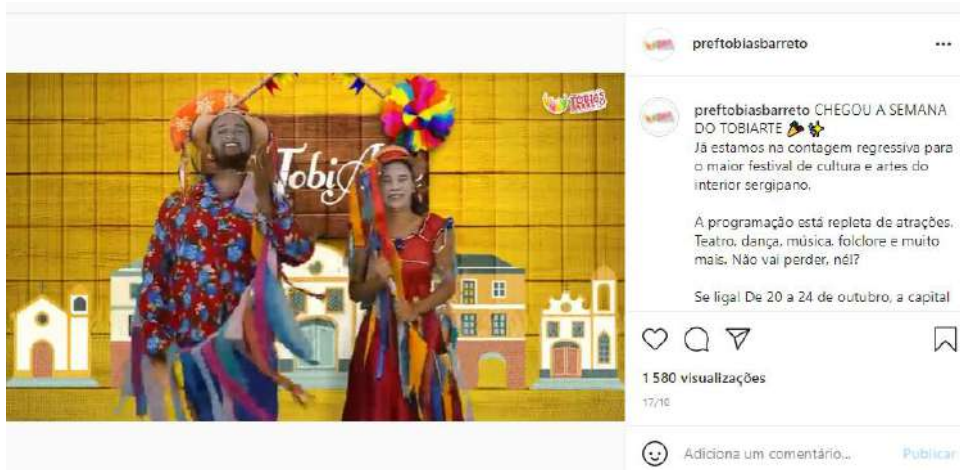 preftobiasbarreto
TOBIAS
TobiA
preftobiasbarreto CHEGOU A SEMANA
DO TOBIARTE
Já estamos na contagem regressiva para
o maior festival de cultura e artes do
interior sergipano.
A programação está repleta de atrações.
Teatro, dança, música, folclore e muito
mais. Não vai perder, né!?
Se liga! De 20 a 24 de outubro, a capital
1 580 visualizações
17/10
Adiciona um comentário...
Publicar